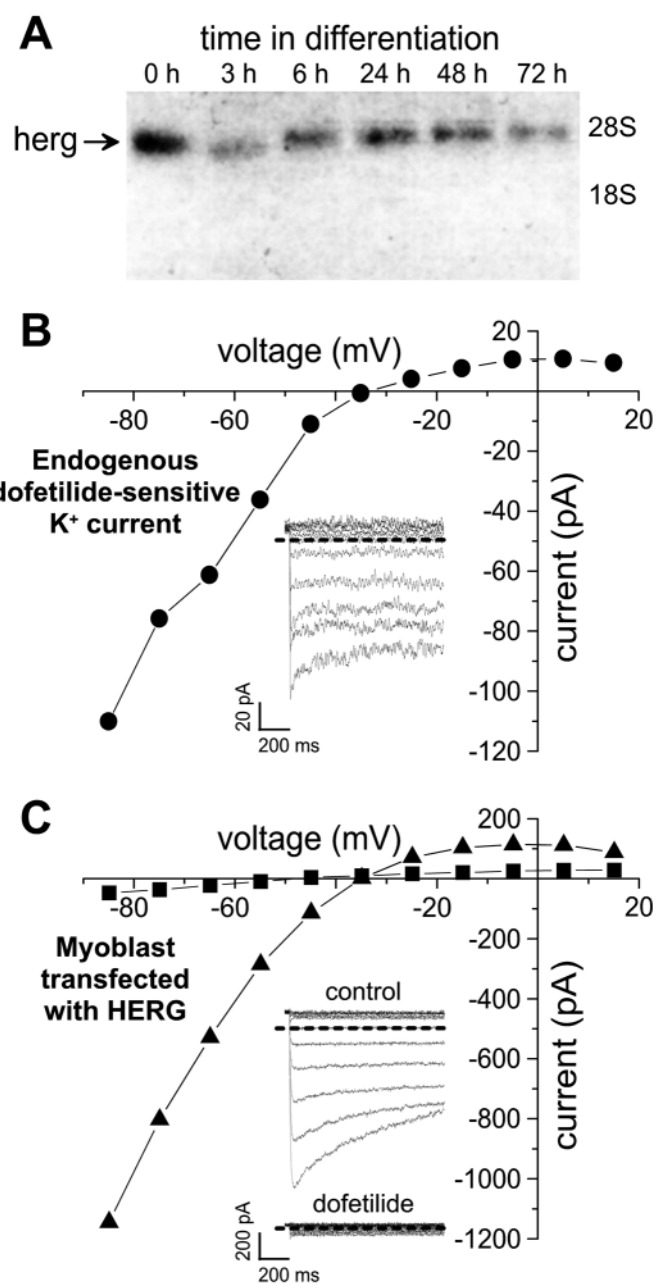 A
time in differentiation
0 h 3 h 6 h 24 h 48 h 72 h
herg
28S
18S
B
voltage (mV)
20
-80 -60 -20 20
-20
-40
-60
-80
-100
-120
current (pA)
Endogenous
dofetilide-sensitive
K⁺ current
20 pA
200 ms
C
voltage (mV)
200
-80 -60 -20 20
-200
-400
-600
-800
-1000
-1200
current (pA)
Myoblast
transfected
with HERG
control
dofetilide
200 pA
200 ms